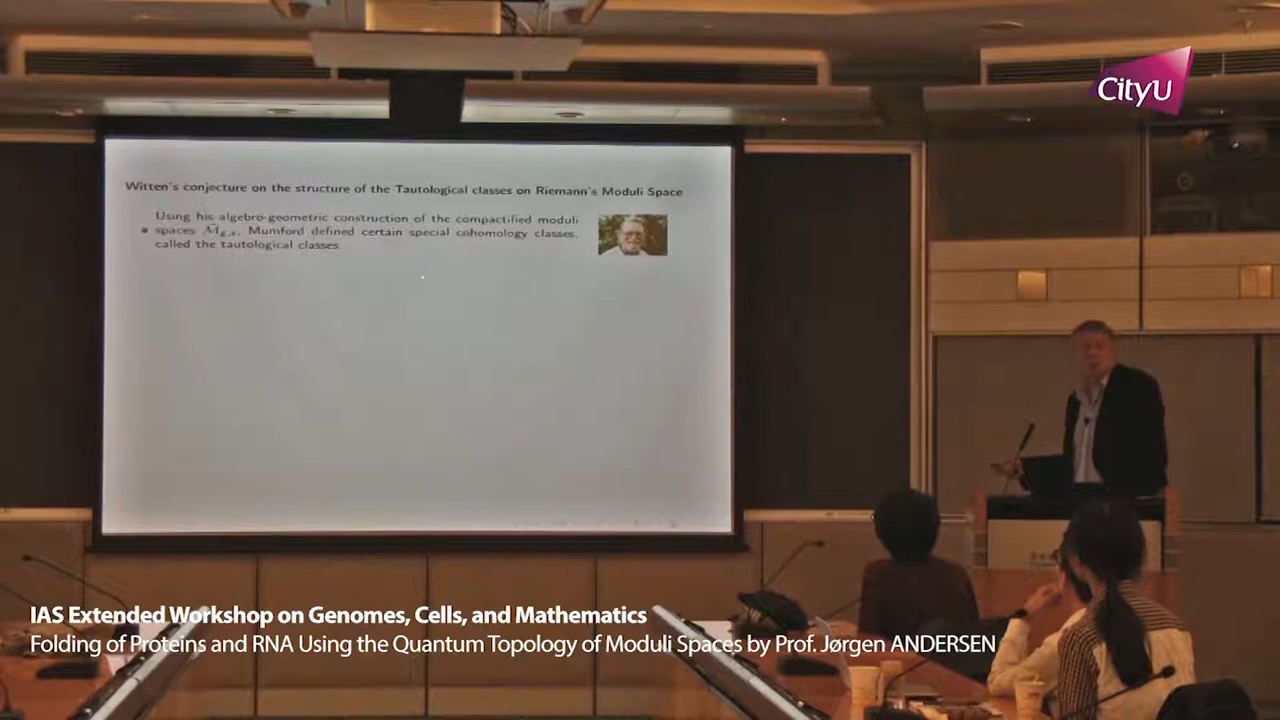 CityU
Witten's conjecture on the structure of the Tautological classes on Riemann's Moduli Space
Using his algebro-geometric construction of the compactified moduli
• spaces M̄g,s, Mumford defined certain special cohomology classes,
called the tautological classes.
IAS Extended Workshop on Genomes, Cells, and Mathematics
Folding of Proteins and RNA Using the Quantum Topology of Moduli Spaces by Prof. Jørgen ANDERSEN